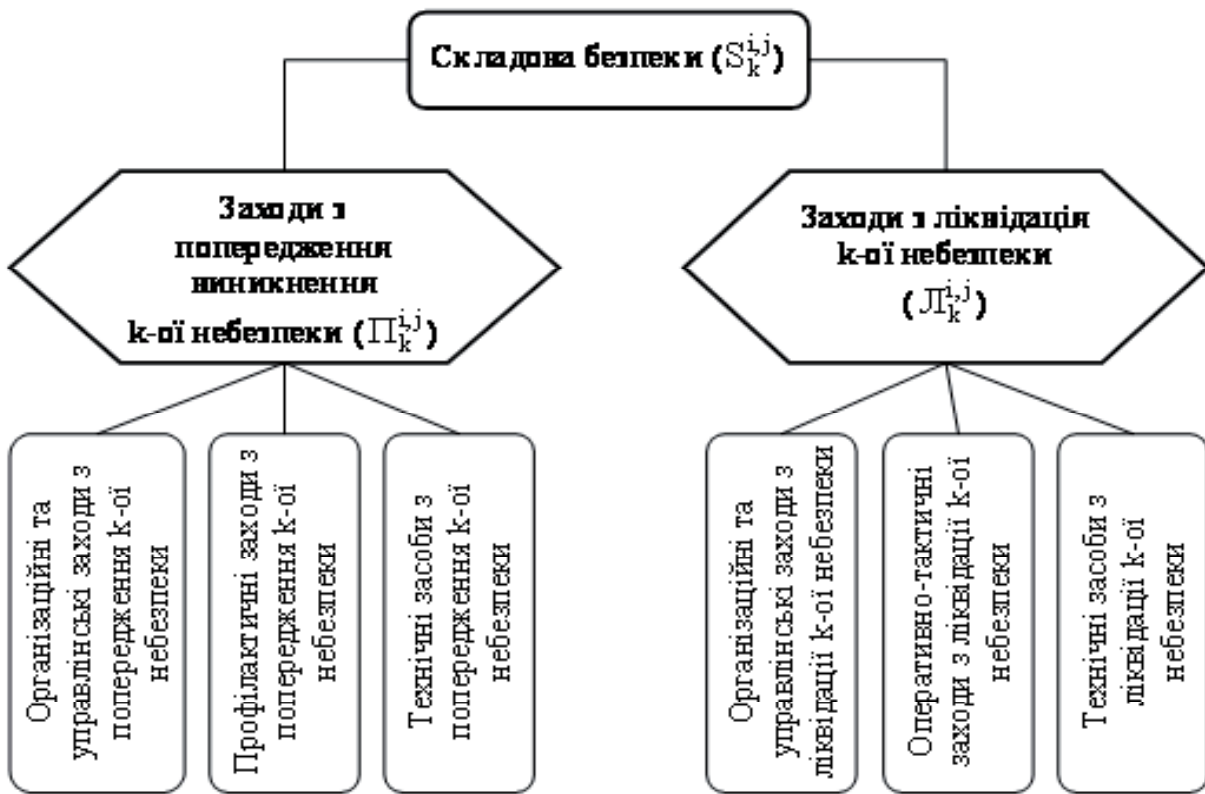 Складова безпеки (S_k^{i,j})
Заходи з
попередження
виникнення
k-ої небезпеки (П_k^{i,j})
Заходи з ліквідація
k-ої небезпеки
(Л_k^{i,j})
Організаційні та
управлінські заходи з
попередження k-ої
небезпеки
Профілактичні заходи з
попередження k-ої
небезпеки
Технічні засоби з
попередження k-ої
небезпеки
Організаційні та
управлінські заходи з
ліквідації k-ої небезпеки
Оперативно-тактичні
заходи з ліквідації k-ої
небезпеки
Технічні засоби з
ліквідації k-ої
небезпеки